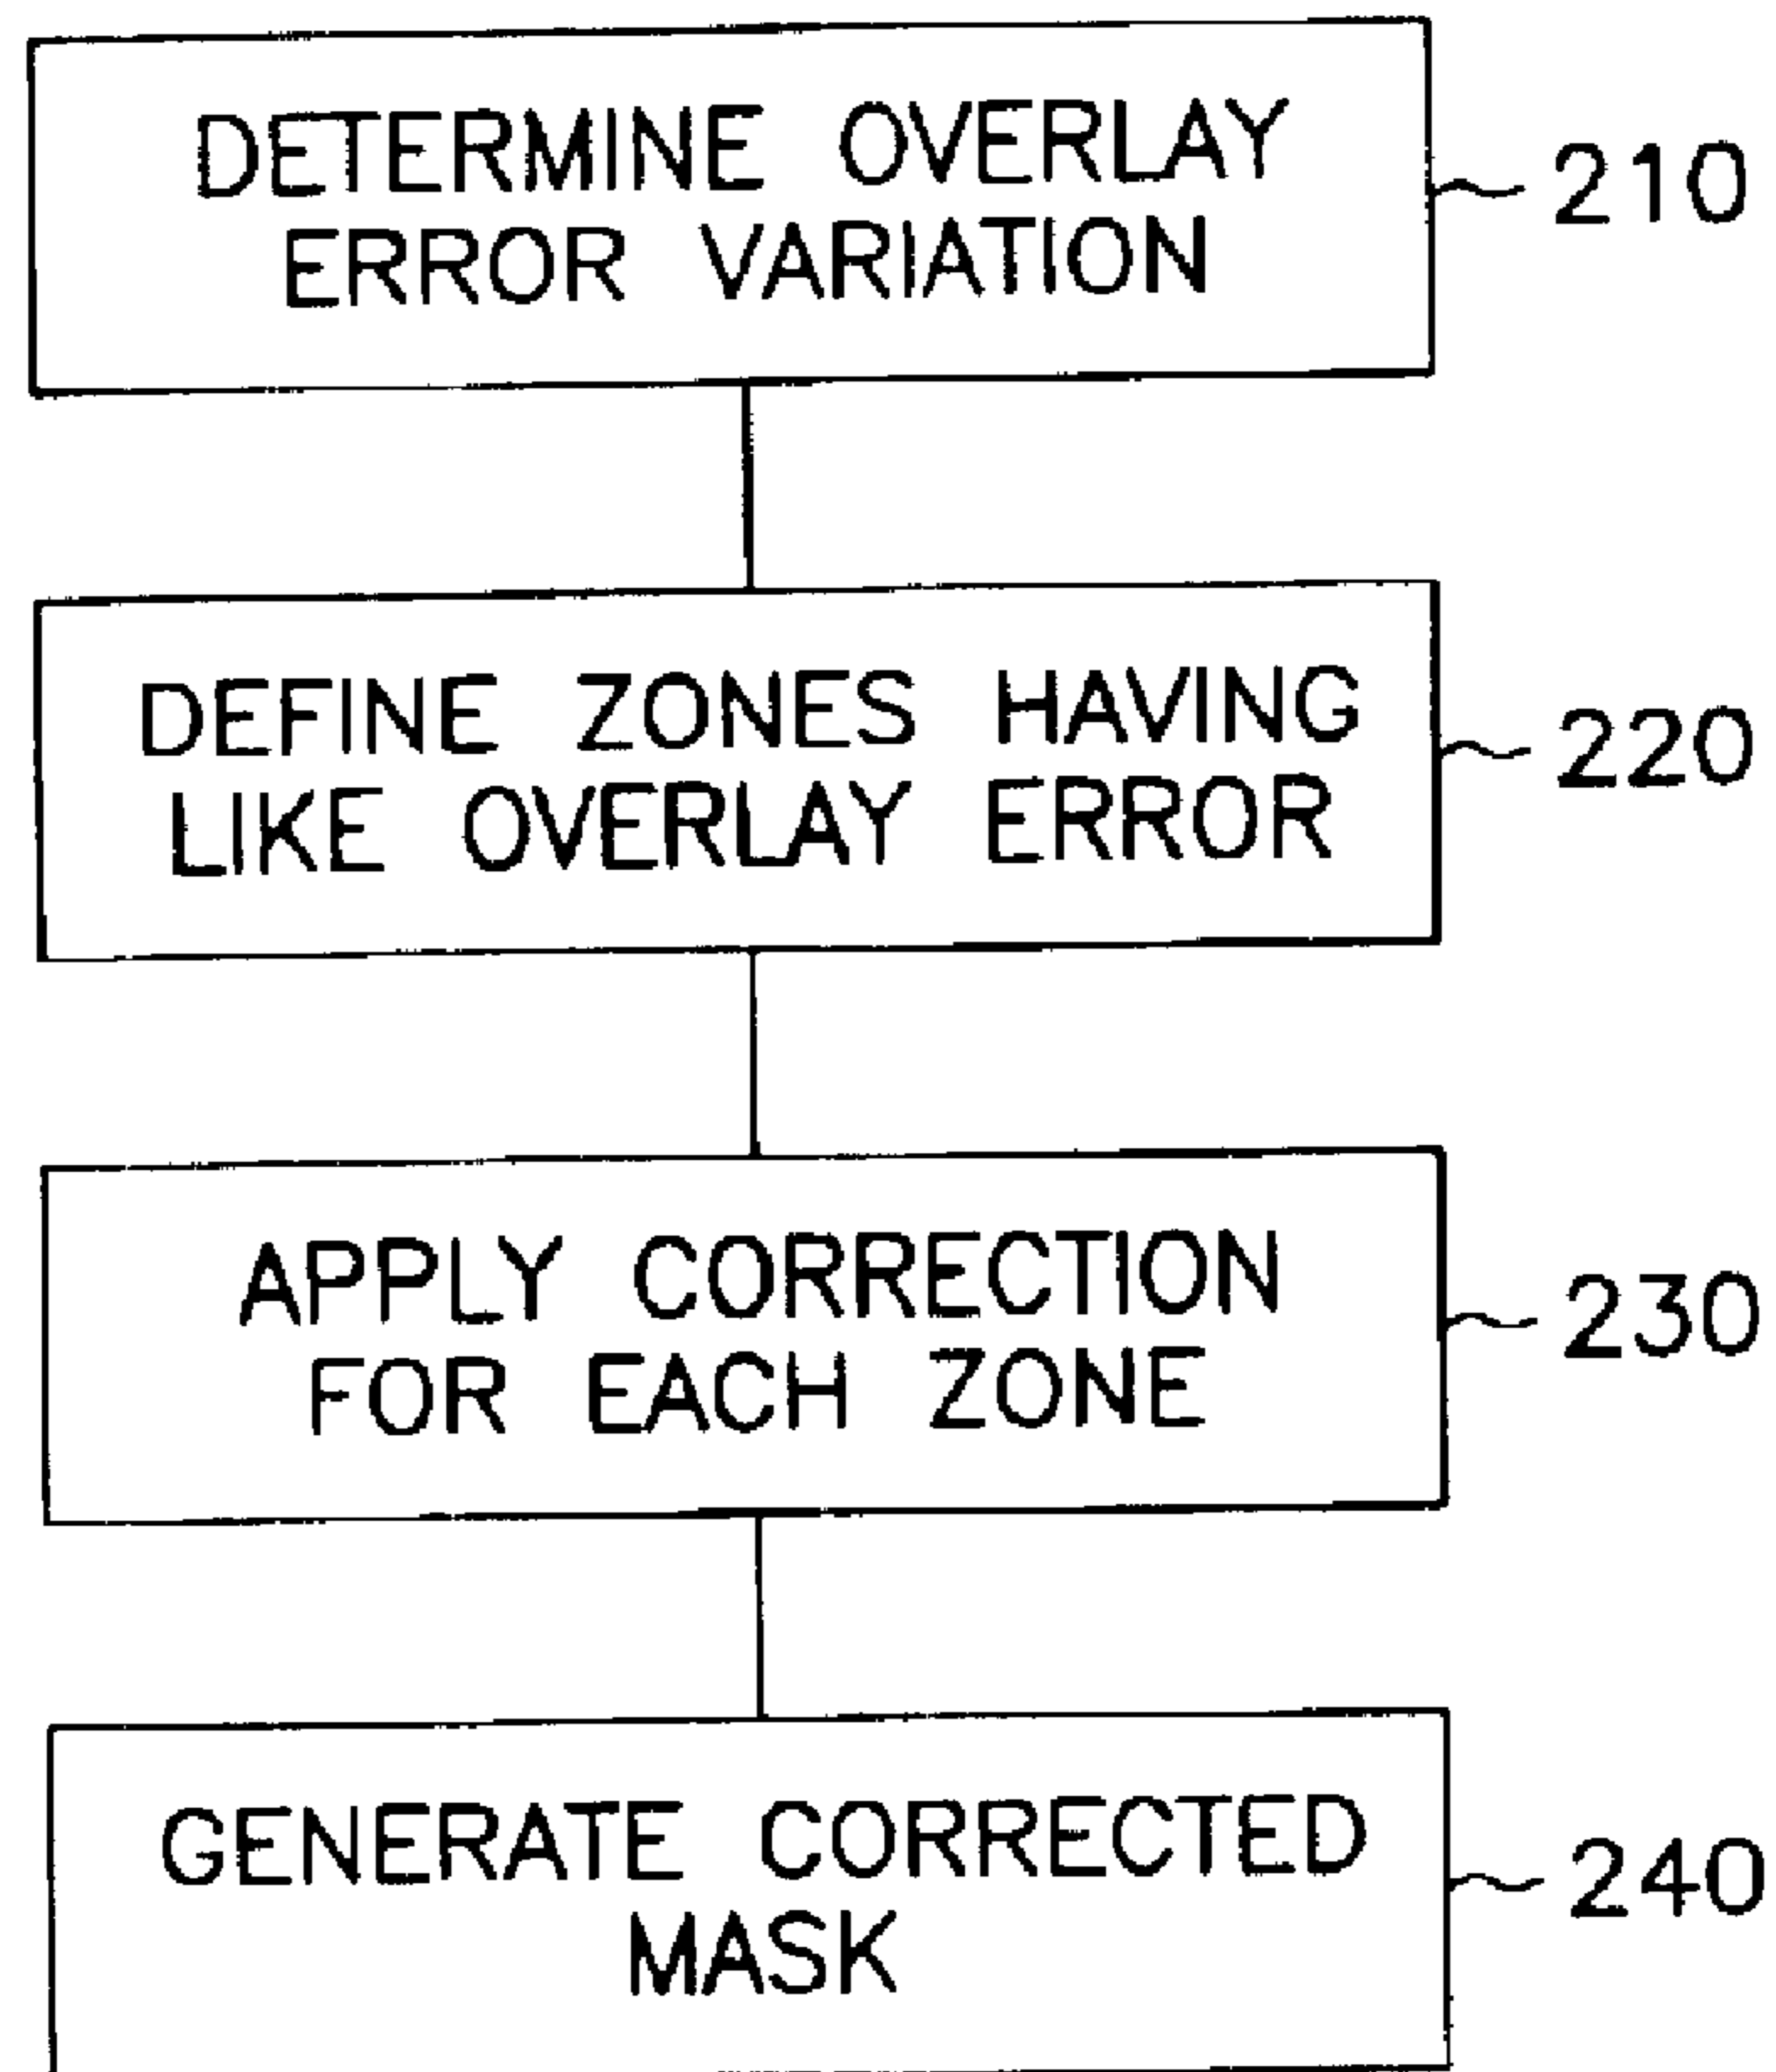 DETERMINE OVERLAY
ERROR VARIATION
210
DEFINE ZONES HAVING
LIKE OVERLAY ERROR
220
APPLY CORRECTION
FOR EACH ZONE
230
GENERATE CORRECTED
MASK
240